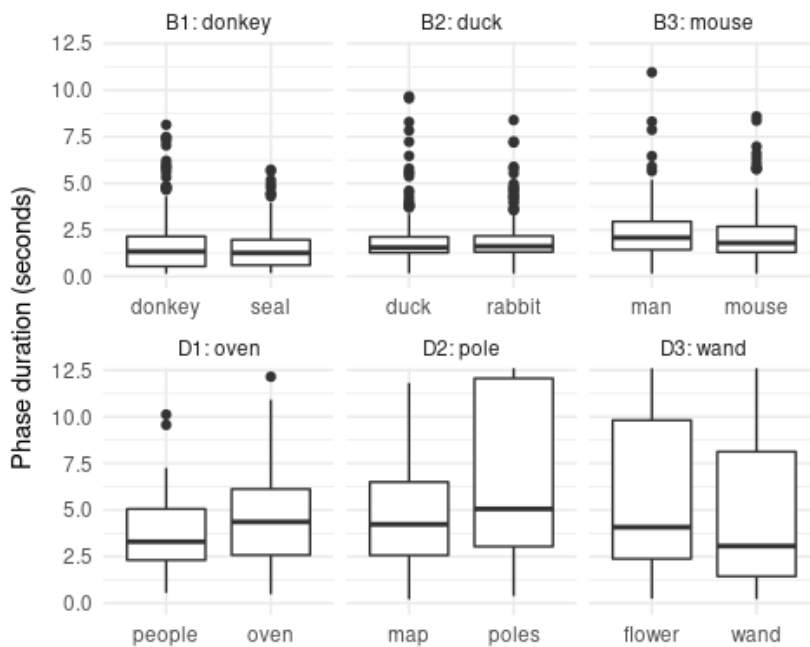 B1: donkey B2: duck B3: mouse
12.5
10.0
7.5
5.0
2.5
0.0
donkey seal duck rabbit man mouse
Phase duration (seconds)
D1: oven D2: pole D3: wand
12.5
10.0
7.5
5.0
2.5
0.0
people oven map poles flower wand